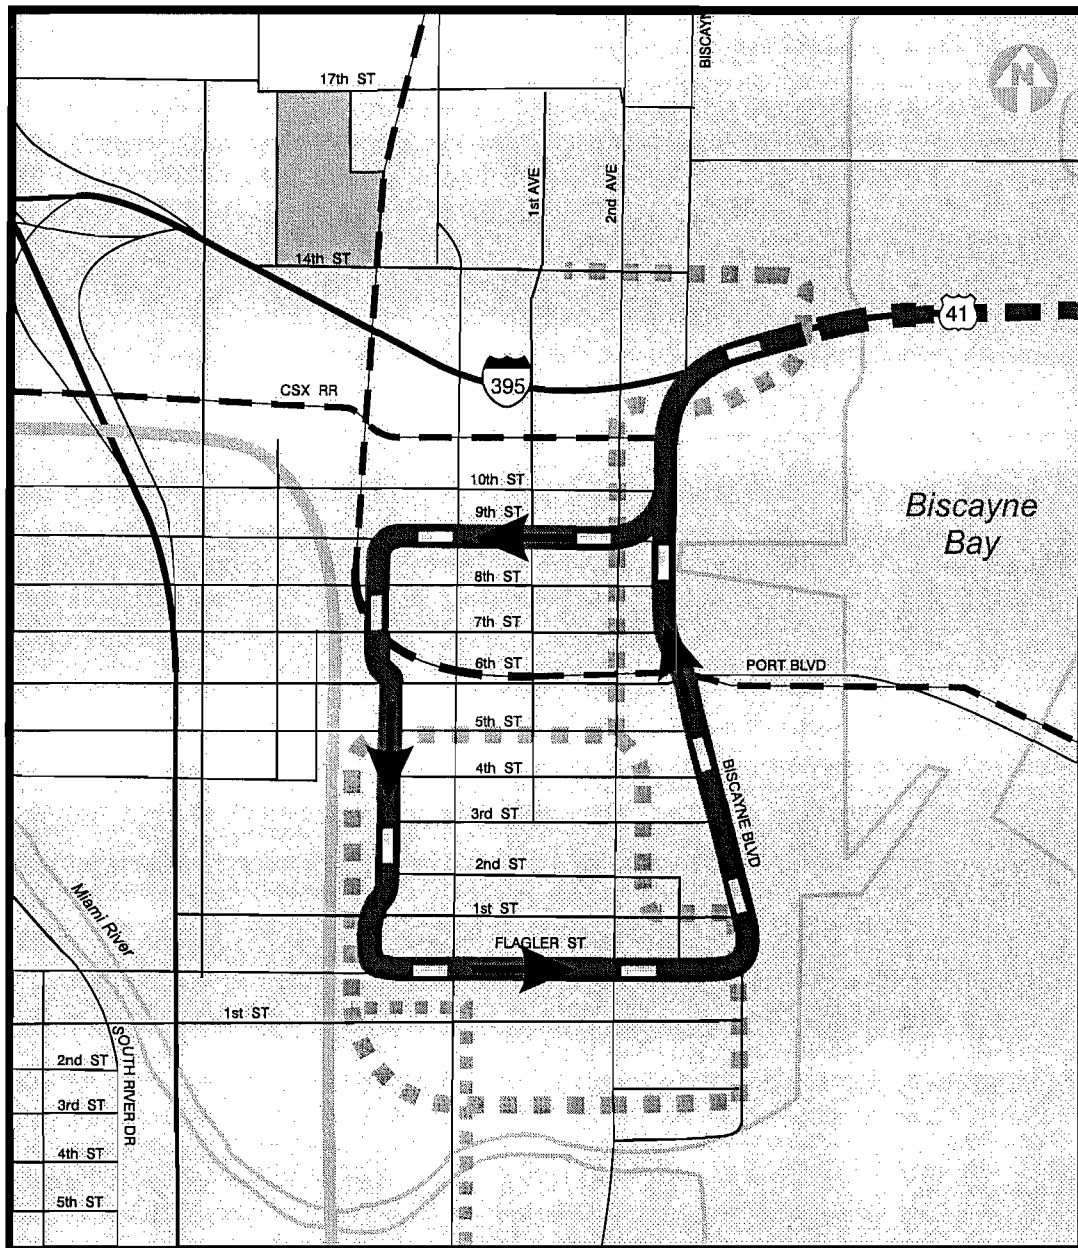 BISCAYN
N
17th ST
1st AVE
2nd AVE
14th ST
41
395
CSX RR
10th ST
9th ST
Biscayne
Bay
8th ST
7th ST
6th ST
PORT BLVD
5th ST
4th ST
BISCAYNE BLVD
3rd ST
2nd ST
1st ST
Miami River
FLAGLER ST
1st ST
SOUTH RIVER DR
2nd ST
3rd ST
4th ST
5th ST